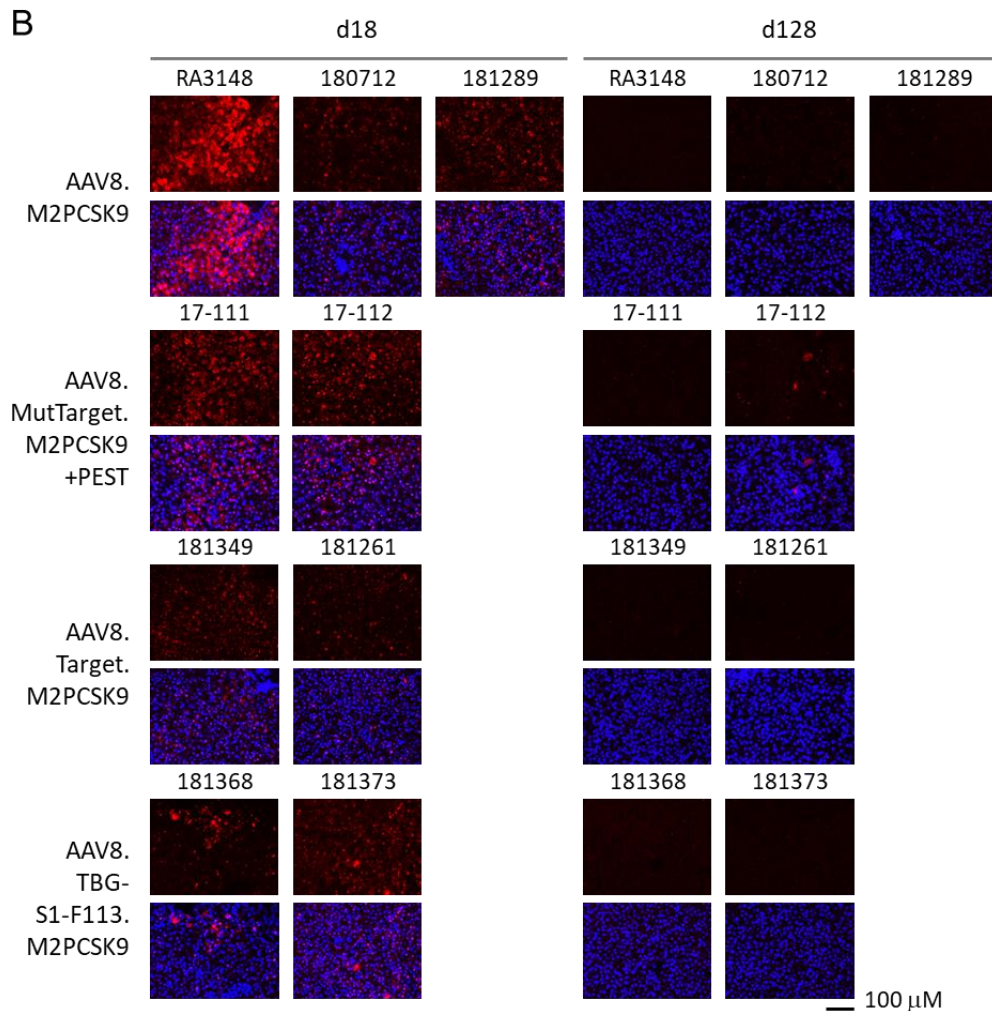 B
d18 d128
RA3148 180712 181289 RA3148 180712 181289
AAV8.
M2PCSK9
17-111 17-112 17-111 17-112
AAV8.
MutTarget.
M2PCSK9
+PEST
181349 181261 181349 181261
AAV8.
Target.
M2PCSK9
181368 181373 181368 181373
AAV8.
TBG-
S1-F113.
M2PCSK9
100 μM